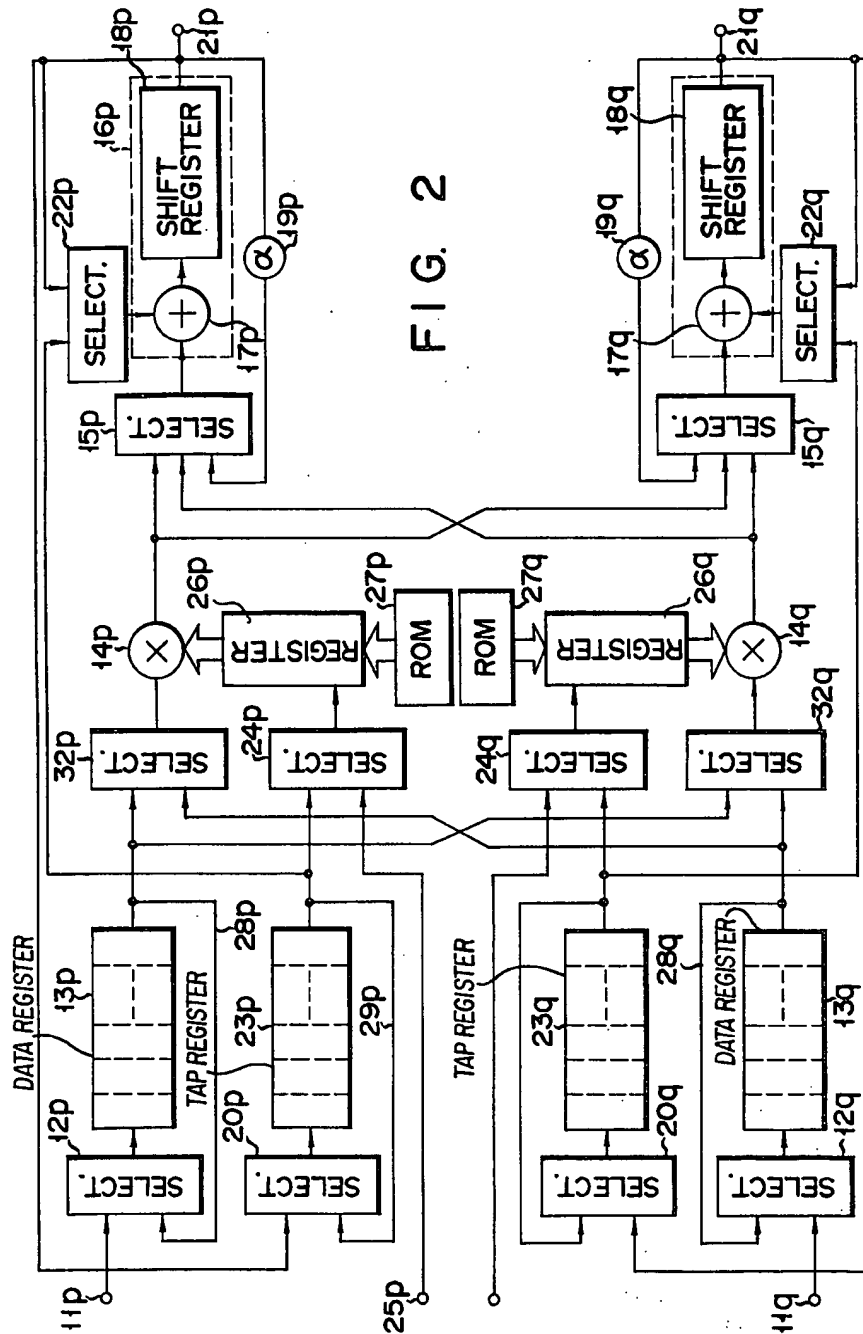 FIG. 2
11p
12p
SELECT.
DATA REGISTER
13p
28p
20p
SELECT.
TAP REGISTER
23p
29p
25p
32p
SELECT.
24p
SELECT.
14p
×
26p
REGISTER
27p
ROM
15p
SELECT.
22p
SELECT.
16p
17p
+
18p
SHIFT
REGISTER
19p
α
21p
TAP REGISTER
23q
20q
SELECT.
28q
DATA REGISTER
13q
12q
SELECT.
11q
24q
SELECT.
32q
SELECT.
27q
ROM
26q
REGISTER
14q
×
15q
SELECT.
19q
α
17q
+
18q
SHIFT
REGISTER
22q
SELECT.
21q